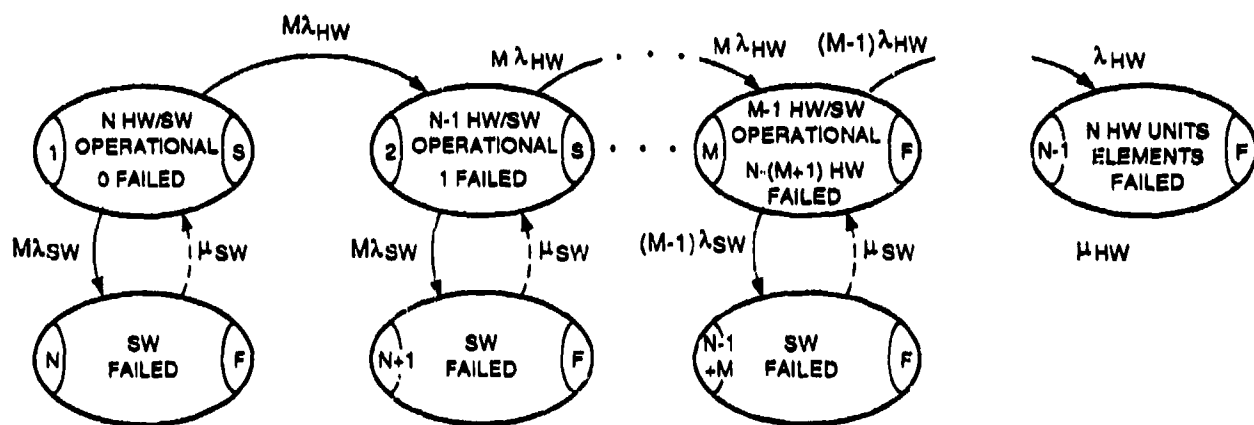 MλHW
M λHW
· · ·
M λHW
(M-1) λHW
λHW
1
N HW/SW
OPERATIONAL
0 FAILED
S
2
N-1 HW/SW
OPERATIONAL
1 FAILED
S
· · ·
M
M-1 HW/SW
OPERATIONAL
N-(M+1) HW
FAILED
F
N-1
N HW UNITS
ELEMENTS
FAILED
F
MλSW
μSW
MλSW
μSW
(M-1) λSW
μSW
μHW
N
SW
FAILED
F
N+1
SW
FAILED
F
N-1
+M
SW
FAILED
F